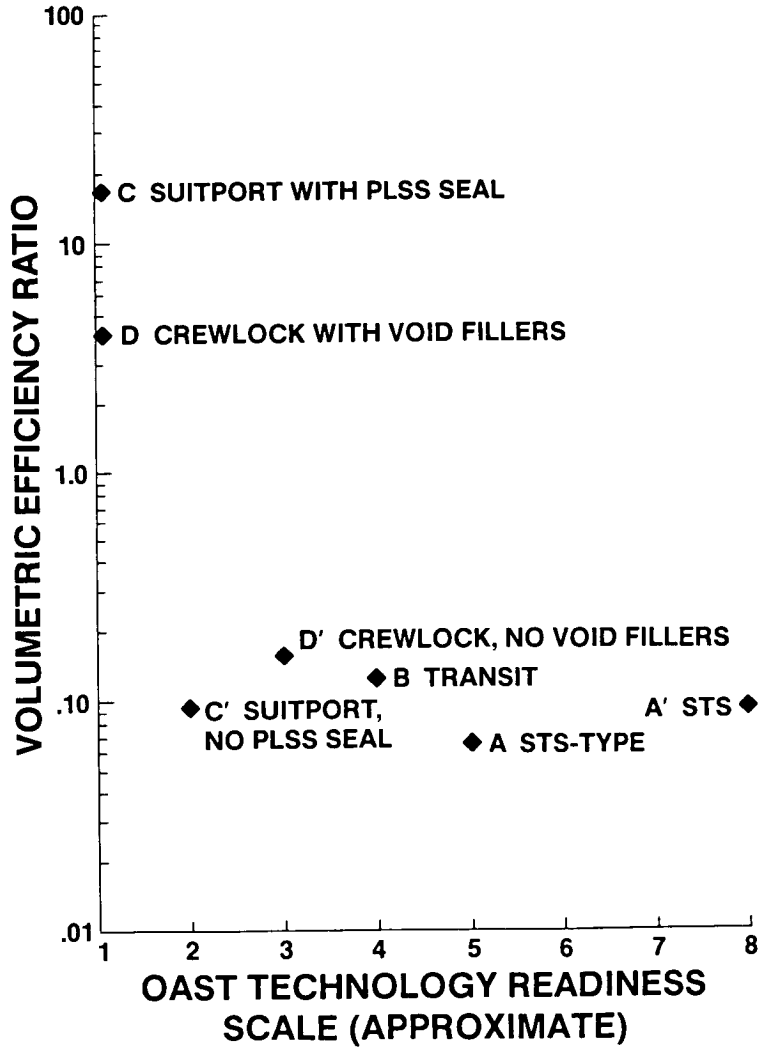 100
C SUITPORT WITH PLSS SEAL
10
D CREWLOCK WITH VOID FILLERS
1.0
VOLUMETRIC EFFICIENCY RATIO
D' CREWLOCK, NO VOID FILLERS
B TRANSIT
.10
C' SUITPORT,
NO PLSS SEAL
A' STS
A STS-TYPE
.01
1 2 3 4 5 6 7 8
OAST TECHNOLOGY READINESS
SCALE (APPROXIMATE)